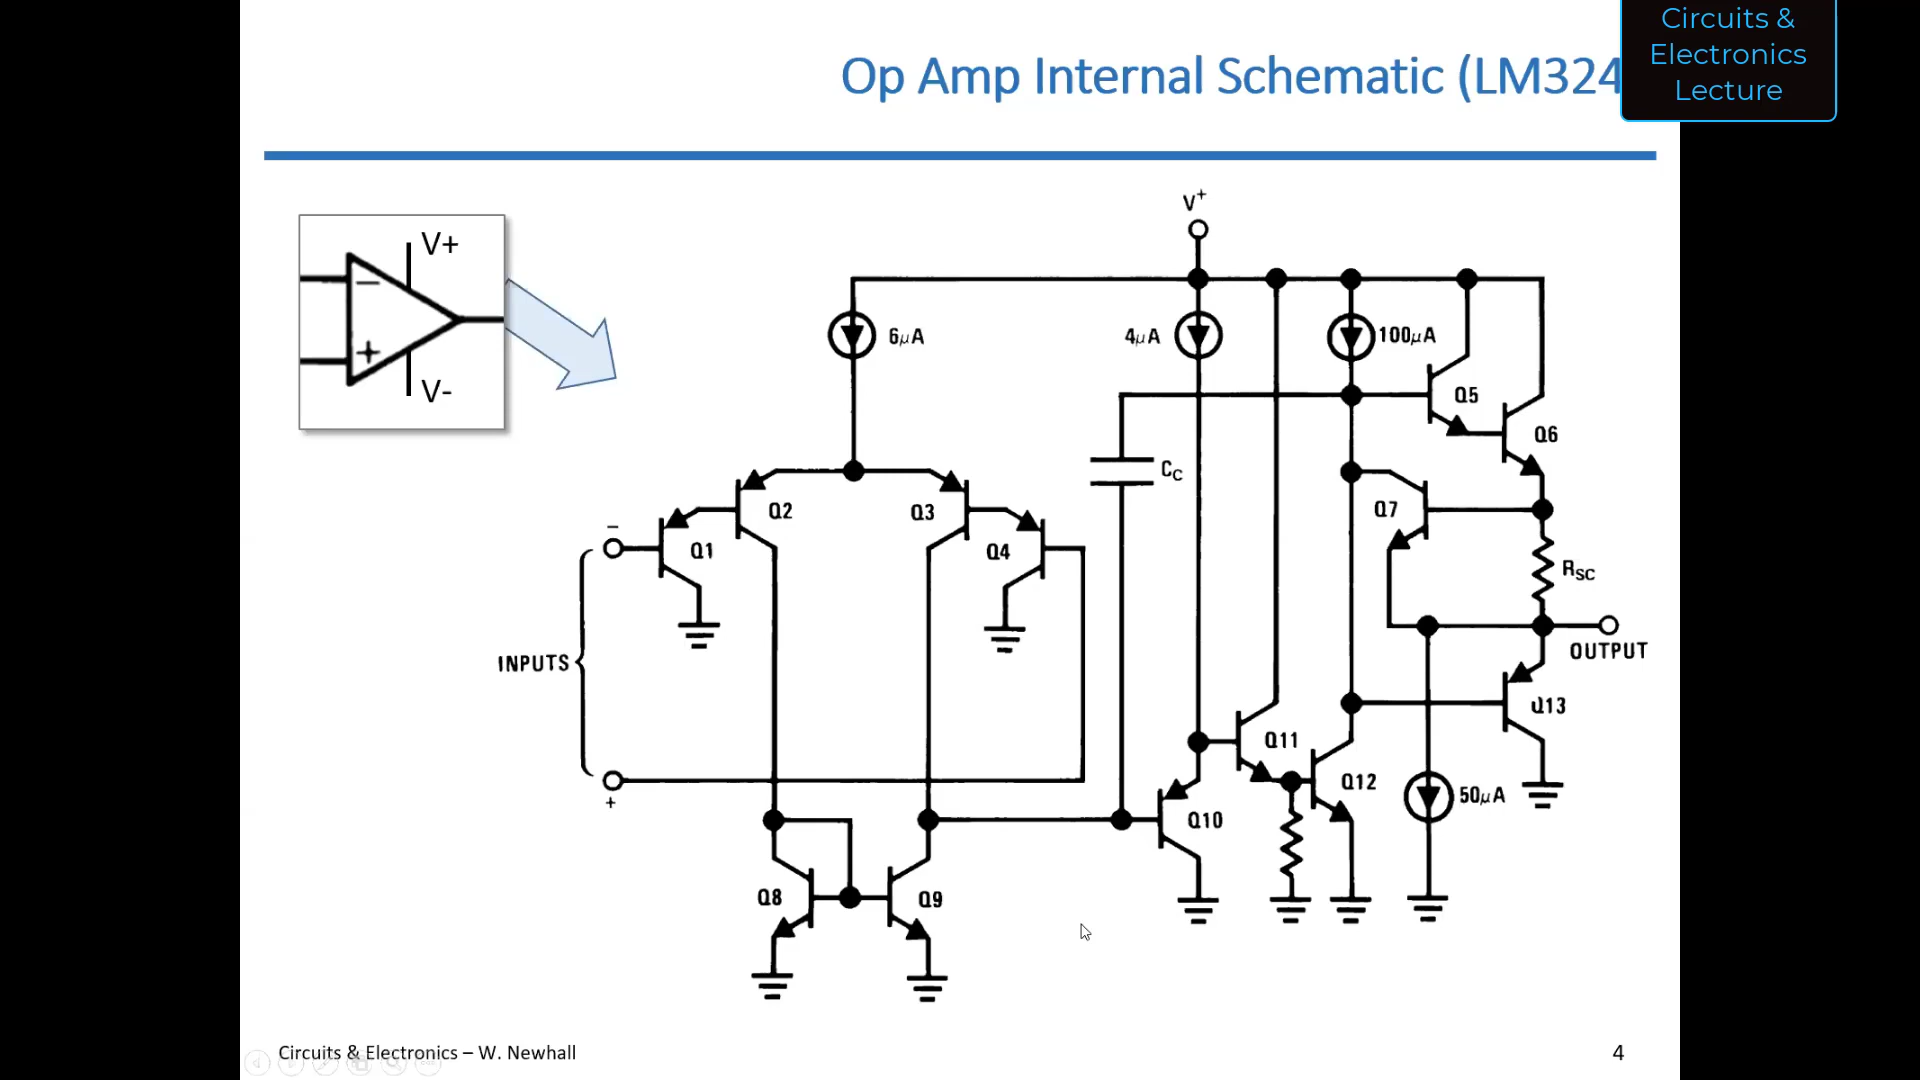 Circuits &
Electronics
Lecture
Op Amp Internal Schematic (LM324
V+
−
+
V-
V+
6μA
4μA
100μA
Q5
Q6
CC
Q2
Q3
Q7
−
Q1
Q4
RSC
INPUTS
OUTPUT
Q13
Q11
Q12
50μA
+
Q10
Q8
Q9
Circuits & Electronics – W. Newhall
4